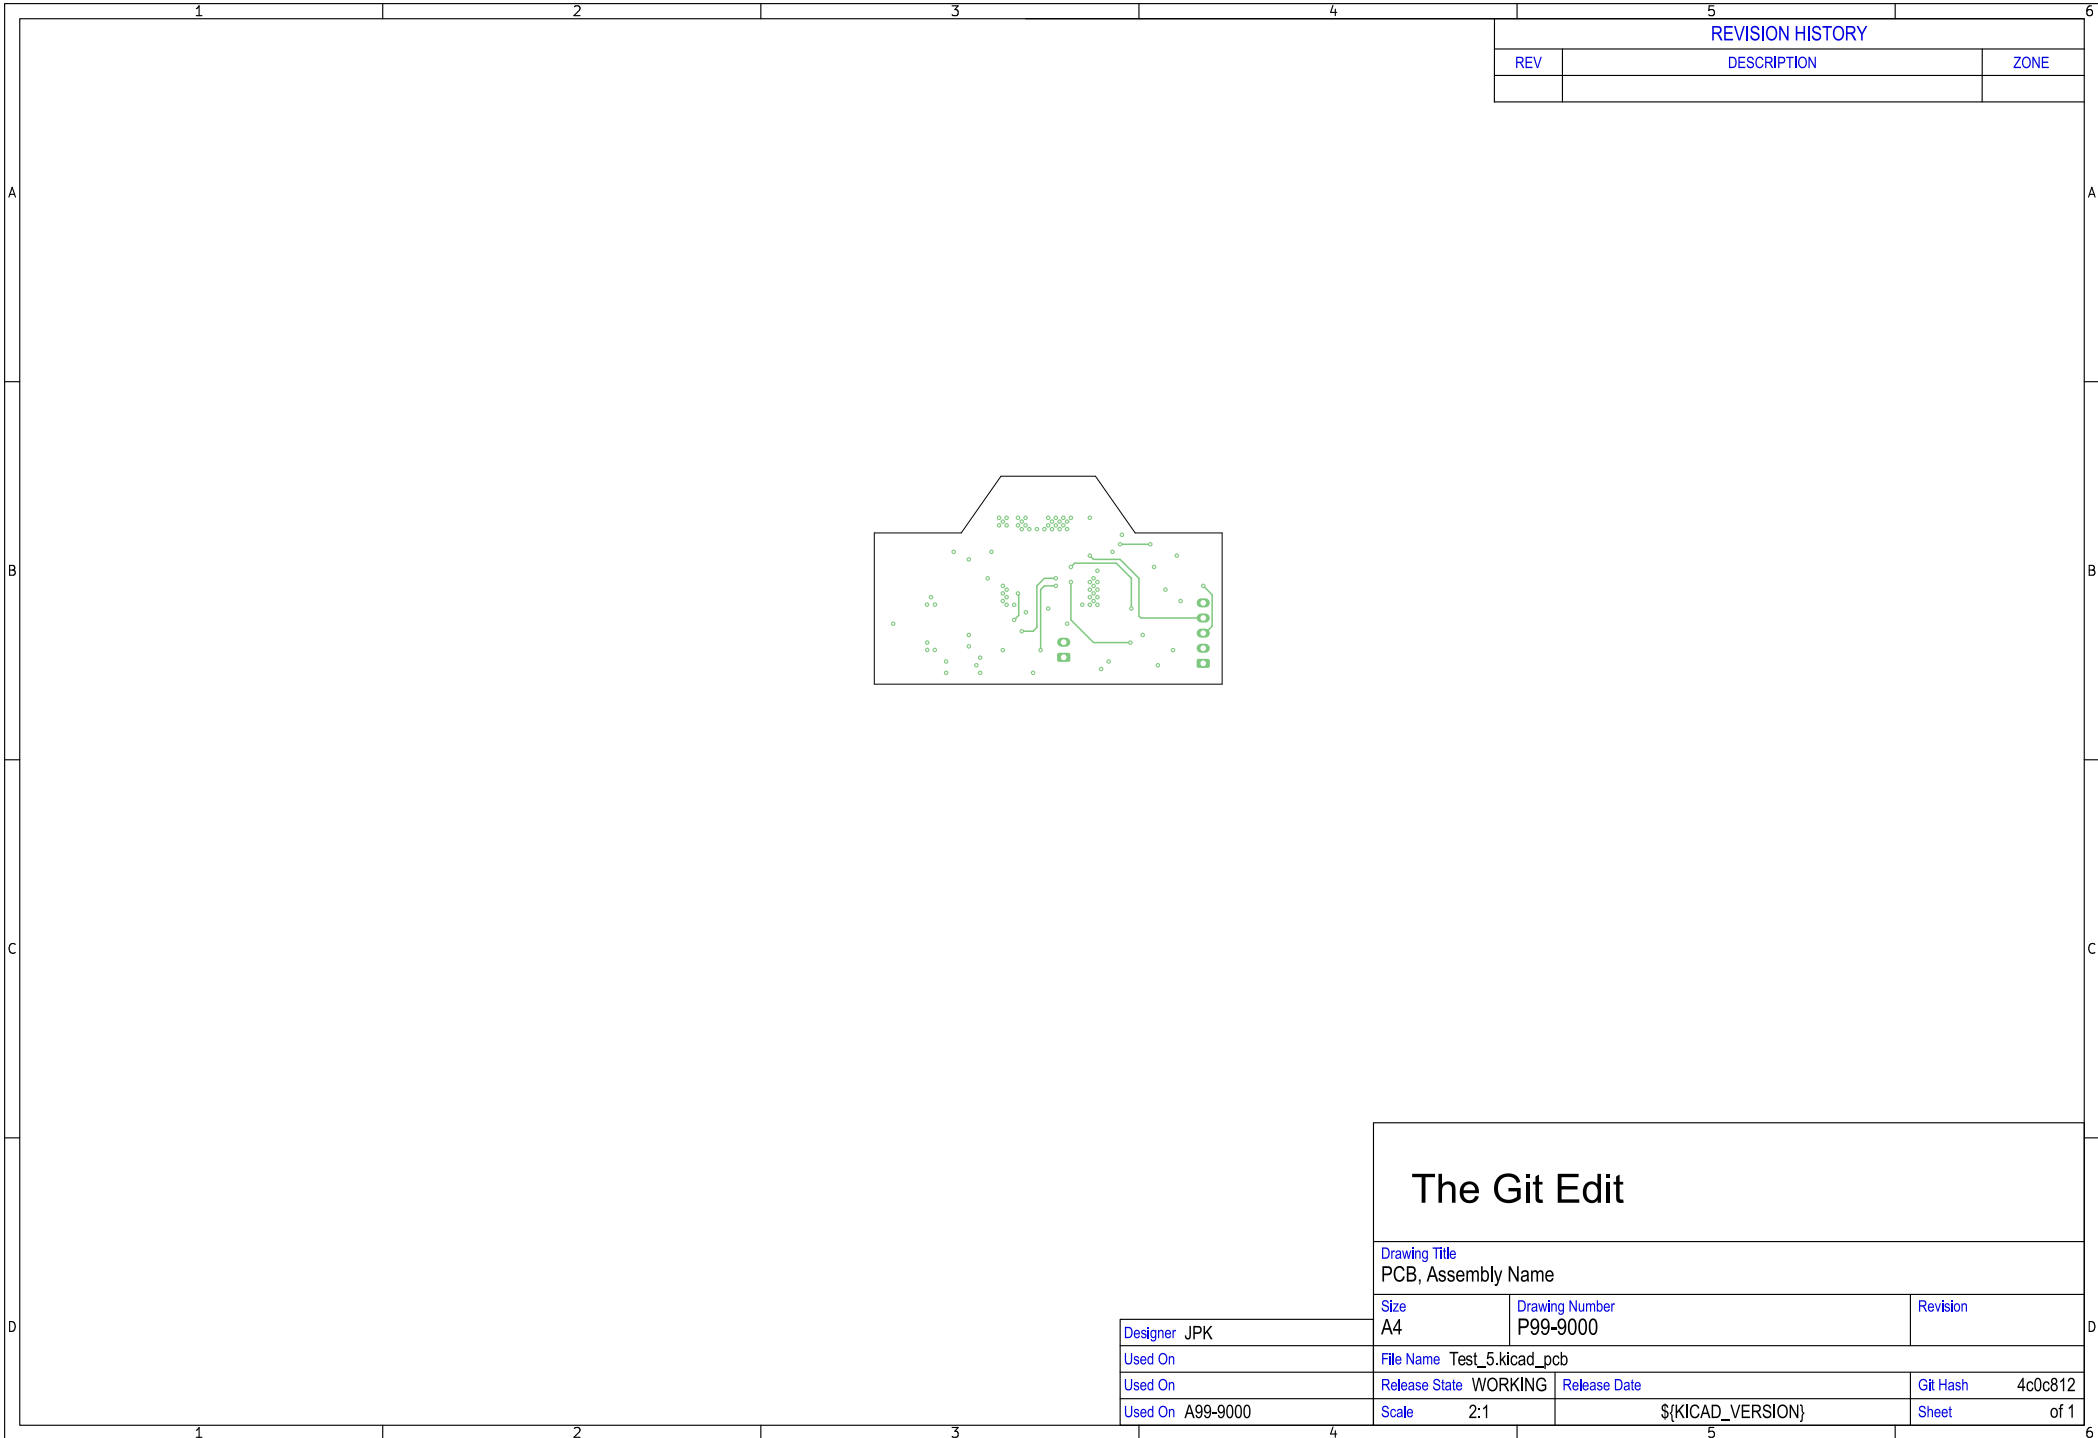 1 2 3 4 5 6
REVISION HISTORY
REV DESCRIPTION ZONE
A A
B B
C C
The Git Edit
Drawing Title
PCB, Assembly Name
Size Drawing Number Revision
A4 P99-9000
D D
Designer JPK
Used On File Name Test_5.kicad_pcb
Used On Release State WORKING Release Date Git Hash 4c0c812
Used On A99-9000 Scale 2:1 ${KICAD_VERSION} Sheet of 1
1 2 3 4 5 6